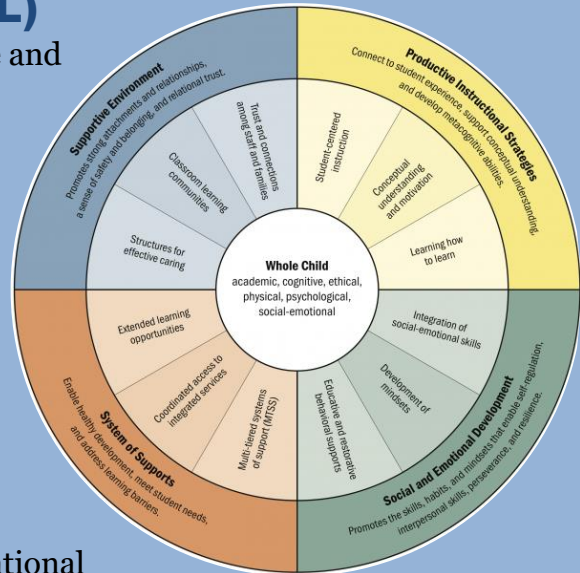 L)
and
Supportive Environment
Promotes strong attachments and relationships,
a sense of safety and belonging, and relational trust.
Structures for
effective caring
Classroom learning
communities
Trust and connections
among staff and families
Productive Instructional Strategies
Connect to student experience, support conceptual understanding,
and develop metacognitive abilities.
Student-centered
instruction
Conceptual
understanding
and motivation
Learning how
to learn
Whole Child
academic, cognitive, ethical,
physical, psychological,
social-emotional
Integration of
social-emotional skills
Development of
mindsets
Educative and restorative
behavioral supports
Social and Emotional Development
Promotes the skills, habits, and mindsets that enable self-regulation,
interpersonal skills, perseverance, and resilience.
Extended learning
opportunities
Coordinated access to
integrated services
Multi-tiered systems
of support (MTSS)
System of Supports
Enable healthy development, meet student needs,
and address learning barriers.
ational